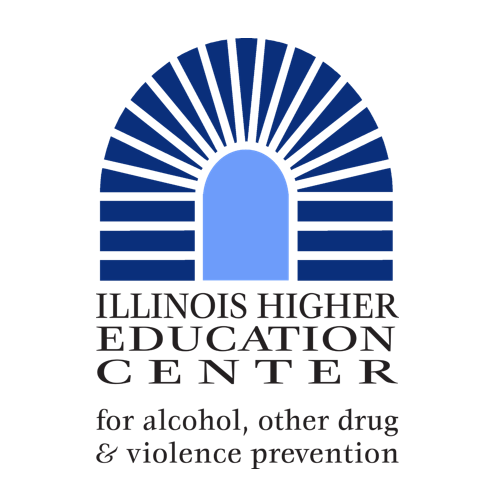 ILLINOIS HIGHER
EDUCATION
CENTER
for alcohol, other drug
& violence prevention